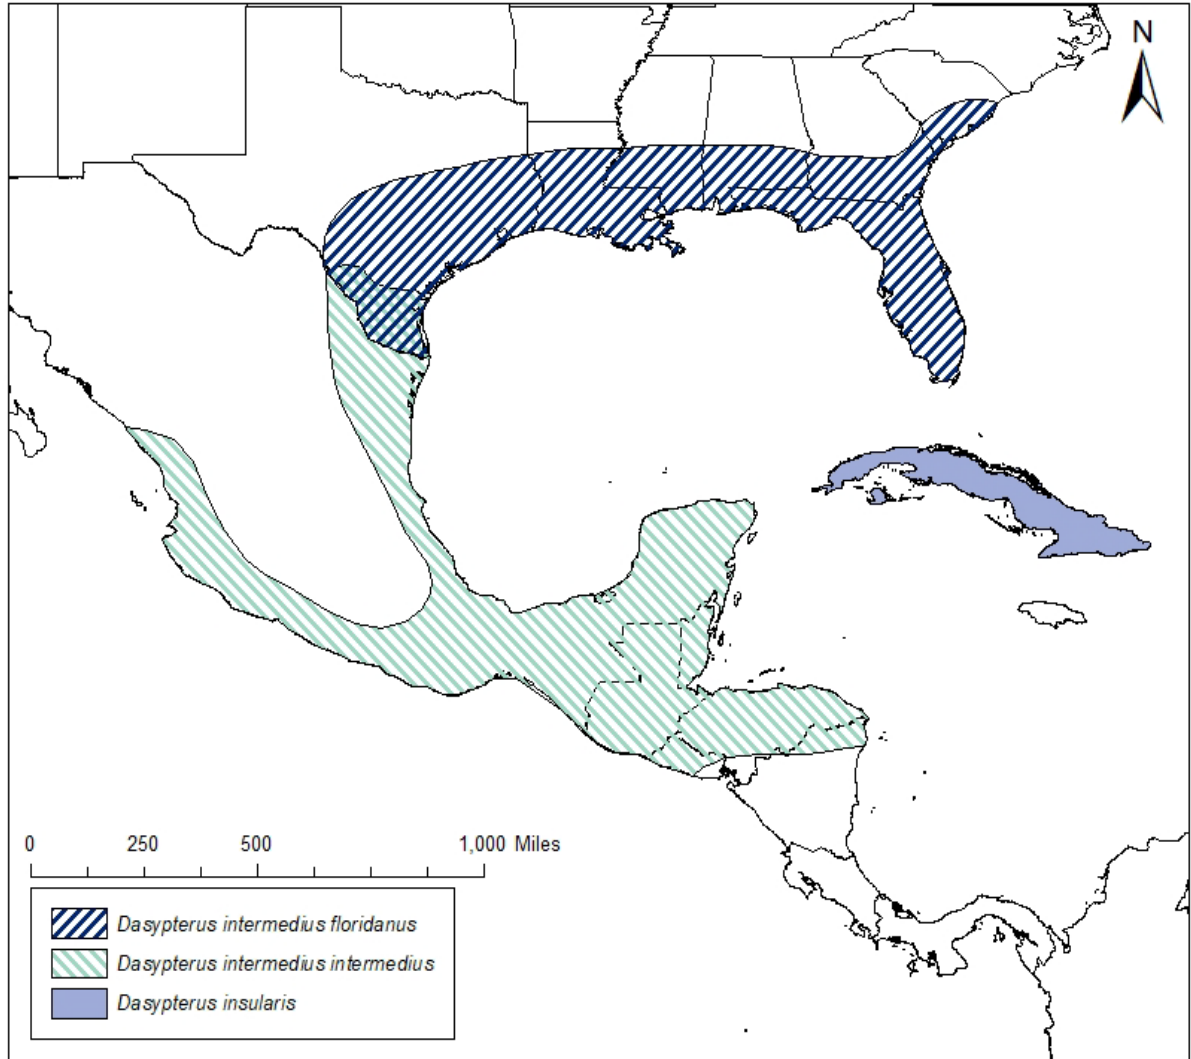 N
0 250 500 1,000 Miles
Dasypterus intermedius floridanus
Dasypterus intermedius intermedius
Dasypterus insularis